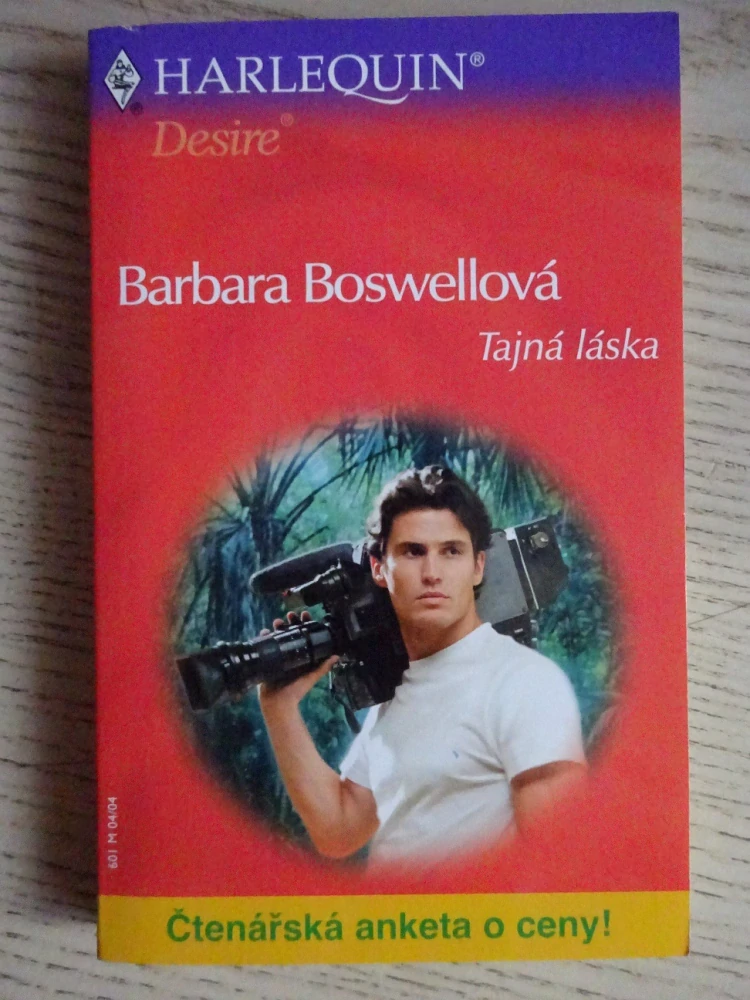 HARLEQUIN®
Desire®
Barbara Boswellová
Tajná láska
601 M 04/04
Čtenářská anketa o ceny!